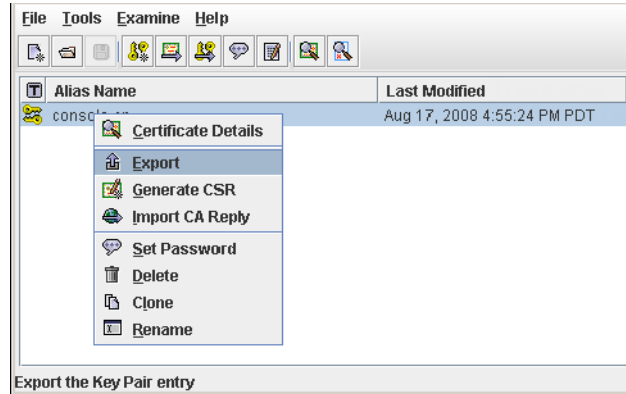 File Tools Examine Help
T Alias Name Last Modified
Aug 17, 2008 4:55:24 PM PDT
Certificate Details
Export
Generate CSR
Import CA Reply
Set Password
Delete
Clone
Rename
Export the Key Pair entry